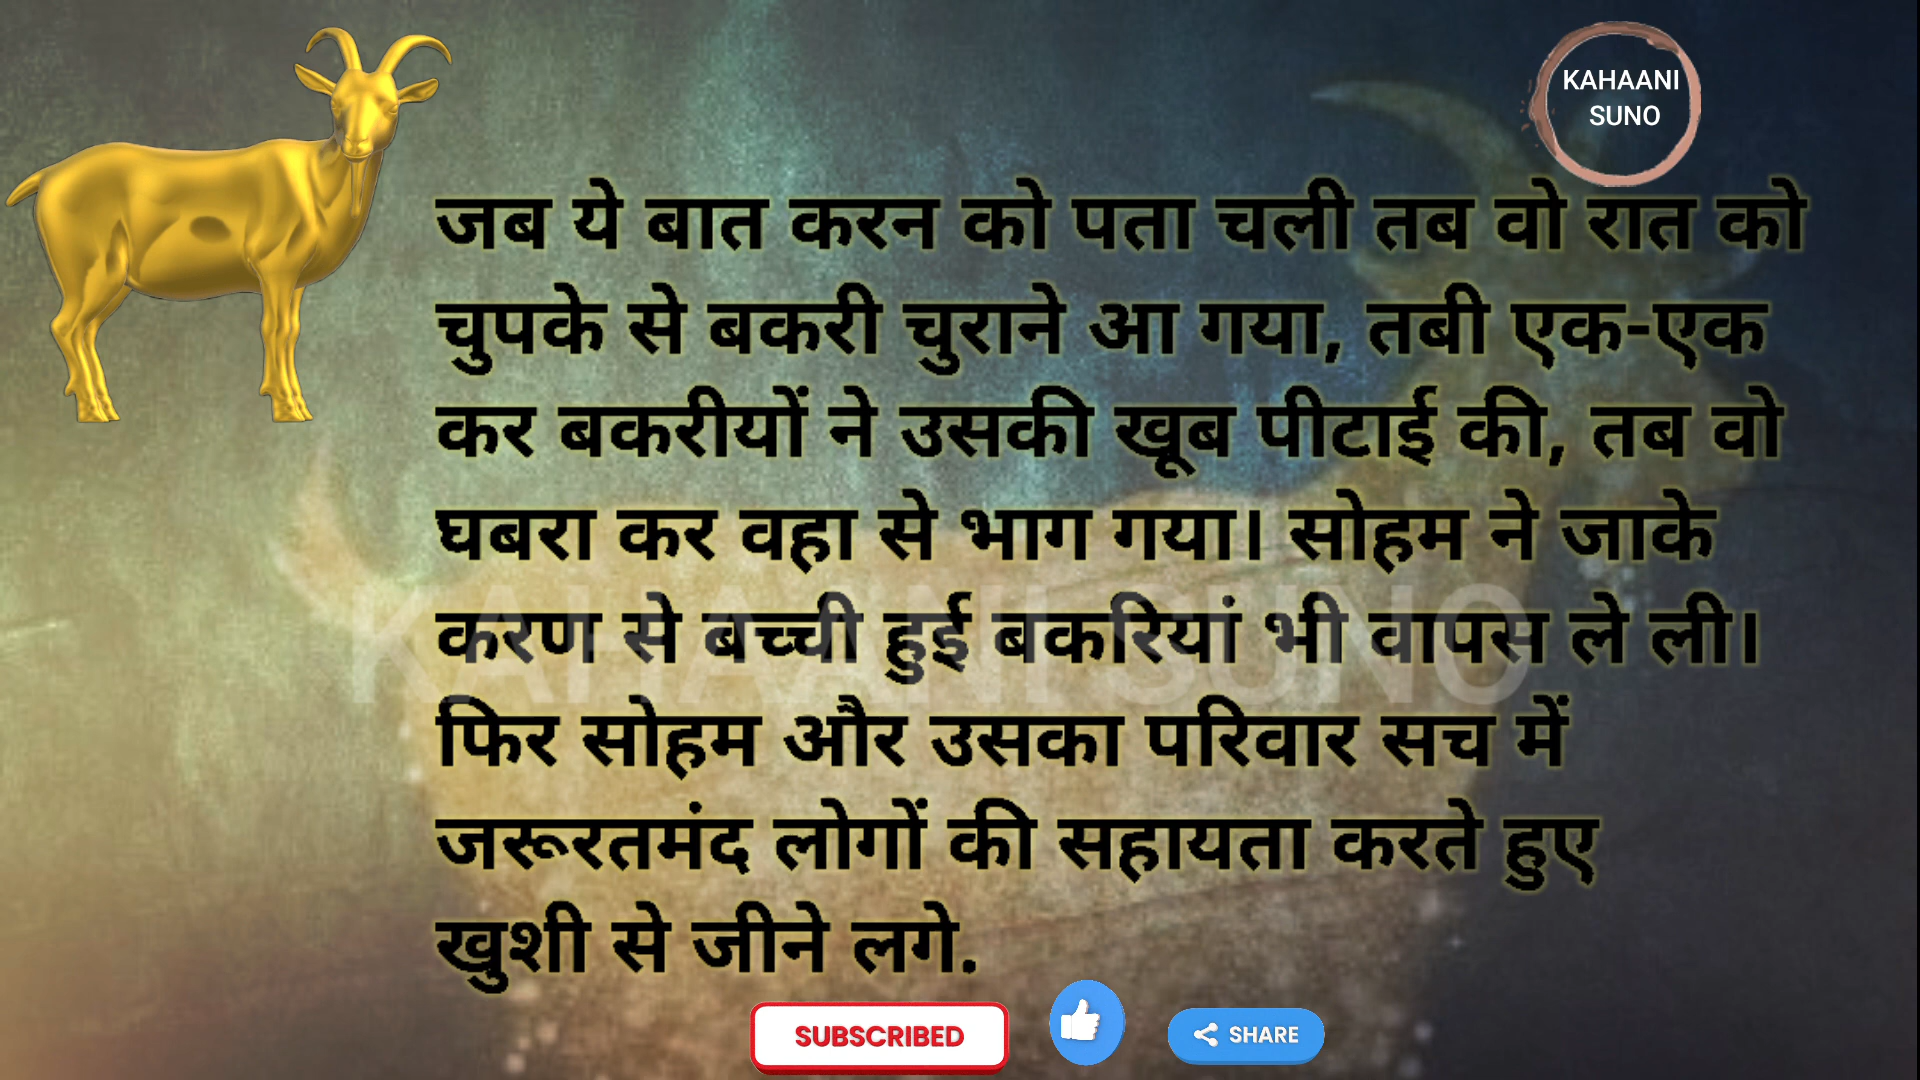 KAHAANI
SUNO
जब ये बात करन को पता चली तब वो रात को
चुपके से बकरी चुराने आ गया, तबी एक-एक
कर बकरीयों ने उसकी खूब पीटाई की, तब वो
घबरा कर वहा से भाग गया। सोहम ने जाके
करण से बच्ची हुई बकरियां भी वापस ले ली।
KAHAANI SUNO
फिर सोहम और उसका परिवार सच में
जरूरतमंद लोगों की सहायता करते हुए
खुशी से जीने लगे.
SUBSCRIBED
SHARE